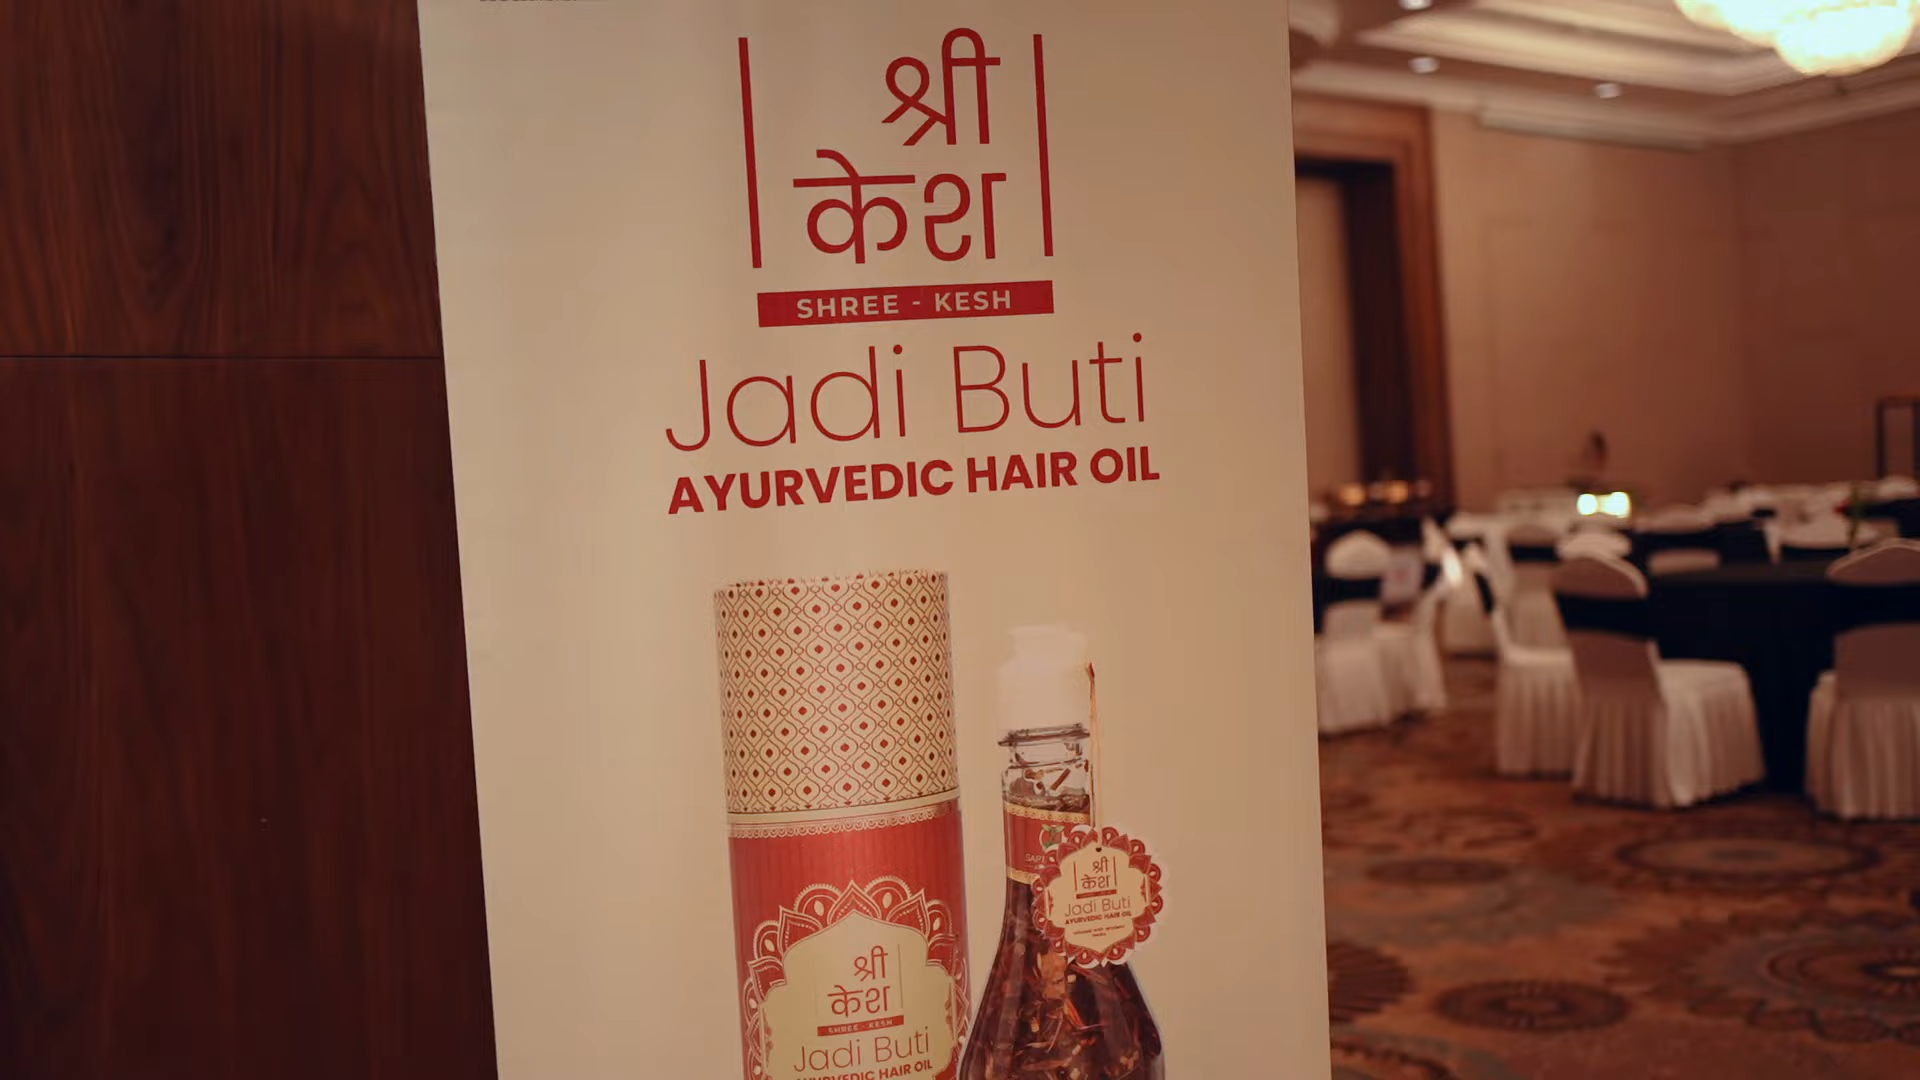 श्री
केश
SHREE - KESH
Jadi Buti
AYURVEDIC HAIR OIL
श्री
केश
SHREE - KESH
Jadi Buti
AYURVEDIC HAIR OIL
श्री
केश
Jadi Buti
AYURVEDIC HAIR OIL